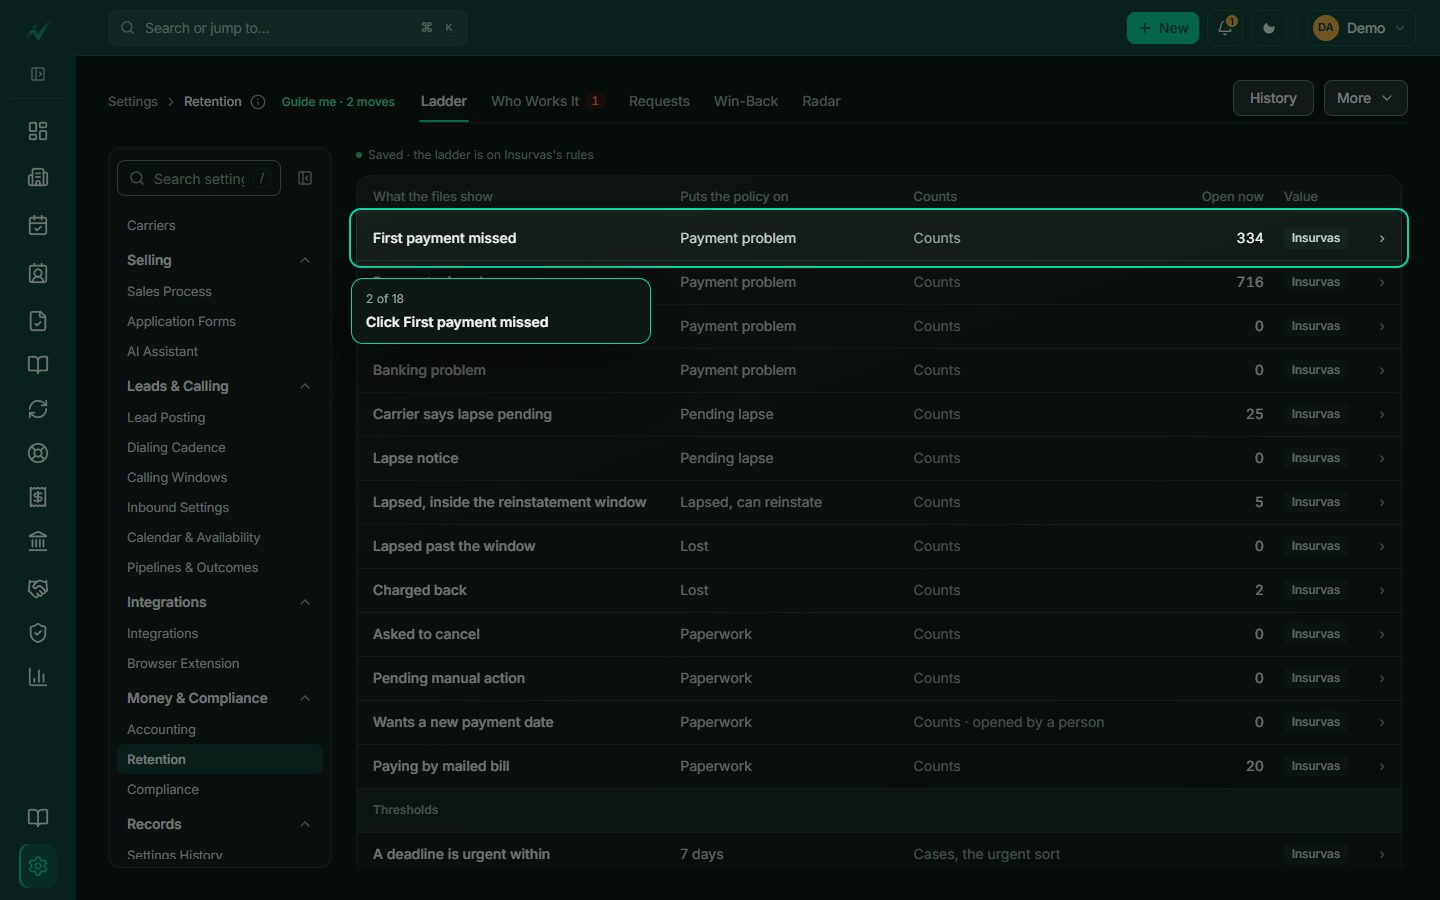 Search or jump to...
⌘ K
New
1
DA
Demo
Settings
Retention
Guide me · 2 moves
Ladder
Who Works It 1
Requests
Win-Back
Radar
History
More
Search settin
/
Carriers
Selling
Sales Process
Application Forms
AI Assistant
Leads & Calling
Lead Posting
Dialing Cadence
Calling Windows
Inbound Settings
Calendar & Availability
Pipelines & Outcomes
Integrations
Integrations
Browser Extension
Money & Compliance
Accounting
Retention
Compliance
Records
Settings History
Saved · the ladder is on Insurvas's rules
What the files show Puts the policy on Counts Open now Value
First payment missed Payment problem Counts 334 Insurvas
Payment problem Counts 716 Insurvas
2 of 18
Click First payment missed
Payment problem Counts 0 Insurvas
Banking problem Payment problem Counts 0 Insurvas
Carrier says lapse pending Pending lapse Counts 25 Insurvas
Lapse notice Pending lapse Counts 0 Insurvas
Lapsed, inside the reinstatement window Lapsed, can reinstate Counts 5 Insurvas
Lapsed past the window Lost Counts 0 Insurvas
Charged back Lost Counts 2 Insurvas
Asked to cancel Paperwork Counts 0 Insurvas
Pending manual action Paperwork Counts 0 Insurvas
Wants a new payment date Paperwork Counts · opened by a person 0 Insurvas
Paying by mailed bill Paperwork Counts 20 Insurvas
Thresholds
A deadline is urgent within 7 days Cases, the urgent sort Insurvas